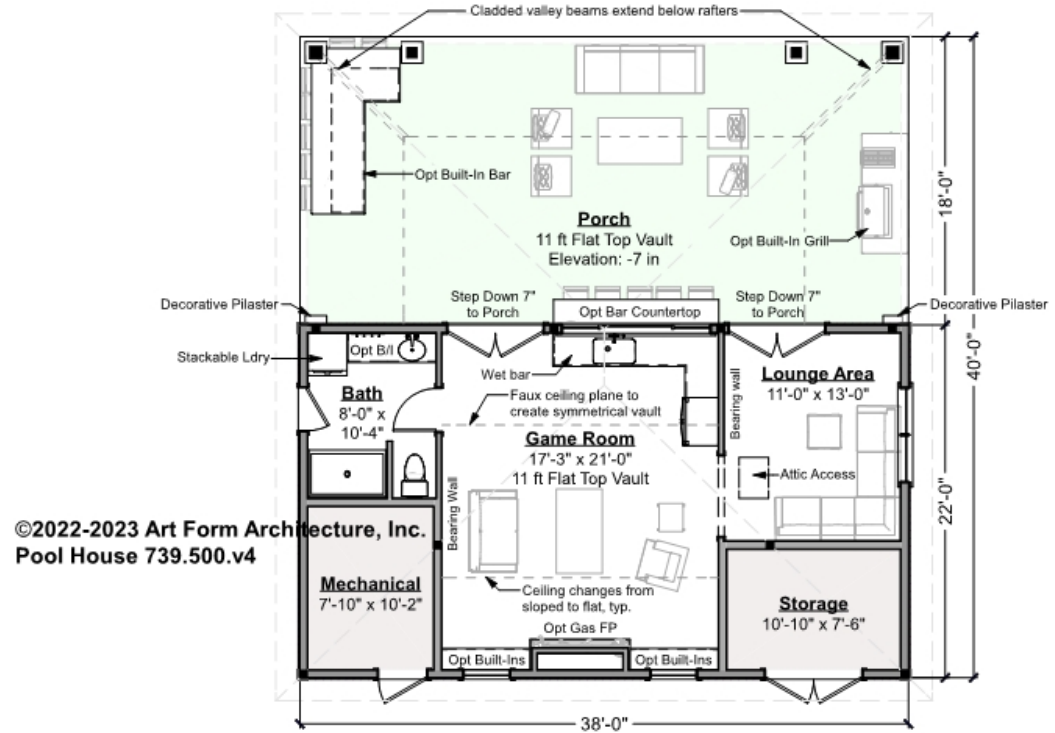 Cladded valley beams extend below rafters
Opt Built-In Bar
Porch
11 ft Flat Top Vault
Elevation: -7 in
Opt Built-In Grill
18'-0"
40'-0"
Decorative Pilaster
Step Down 7"
to Porch
Opt Bar Countertop
Step Down 7"
to Porch
Decorative Pilaster
Stackable Ldry
Opt B/I
Wet bar
Bath
8'-0" x
10'-4"
Faux ceiling plane to
create symmetrical vault
Bearing wall
Lounge Area
11'-0" x 13'-0"
Game Room
17'-3" x 21'-0"
11 ft Flat Top Vault
Attic Access
Bearing Wall
22'-0"
©2022-2023 Art Form Architecture, Inc.
Pool House 739.500.v4
Mechanical
7'-10" x 10'-2"
Ceiling changes from
sloped to flat, typ.
Opt Gas FP
Storage
10'-10" x 7'-6"
Opt Built-Ins
Opt Built-Ins
38'-0"